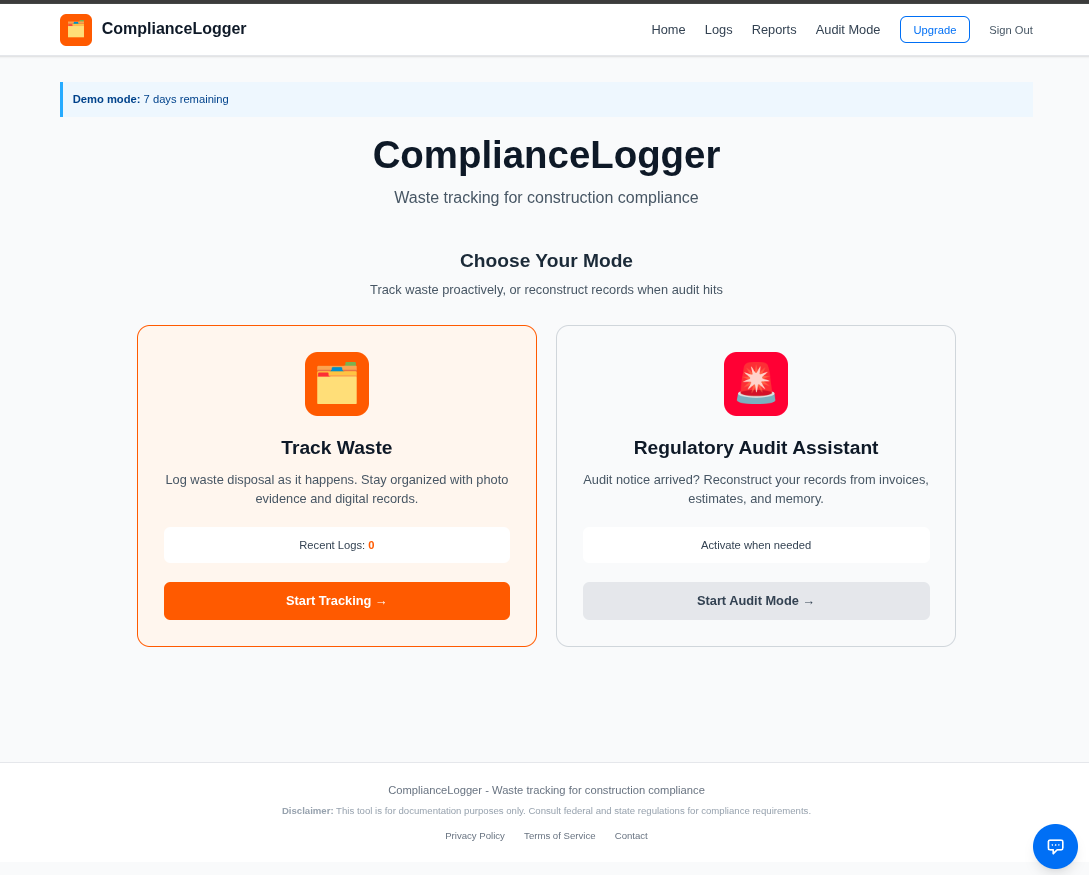 ComplianceLogger
Home Logs Reports Audit Mode Upgrade Sign Out
Demo mode: 7 days remaining
ComplianceLogger
Waste tracking for construction compliance
Choose Your Mode
Track waste proactively, or reconstruct records when audit hits
Track Waste
Log waste disposal as it happens. Stay organized with photo
evidence and digital records.
Recent Logs: 0
Start Tracking →
Regulatory Audit Assistant
Audit notice arrived? Reconstruct your records from invoices,
estimates, and memory.
Activate when needed
Start Audit Mode →
ComplianceLogger - Waste tracking for construction compliance
Disclaimer: This tool is for documentation purposes only. Consult federal and state regulations for compliance requirements.
Privacy Policy Terms of Service Contact